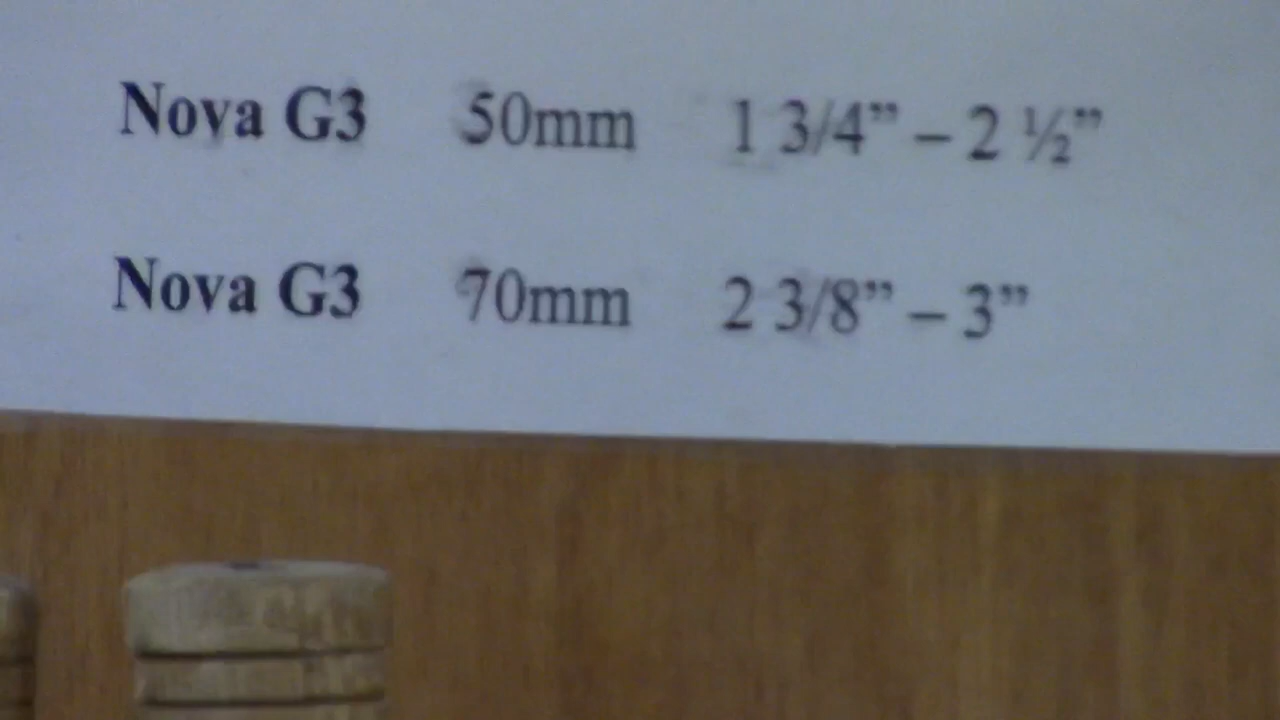 Nova G3 50mm 1 3/4” – 2 ½”
Nova G3 70mm 2 3/8” – 3”